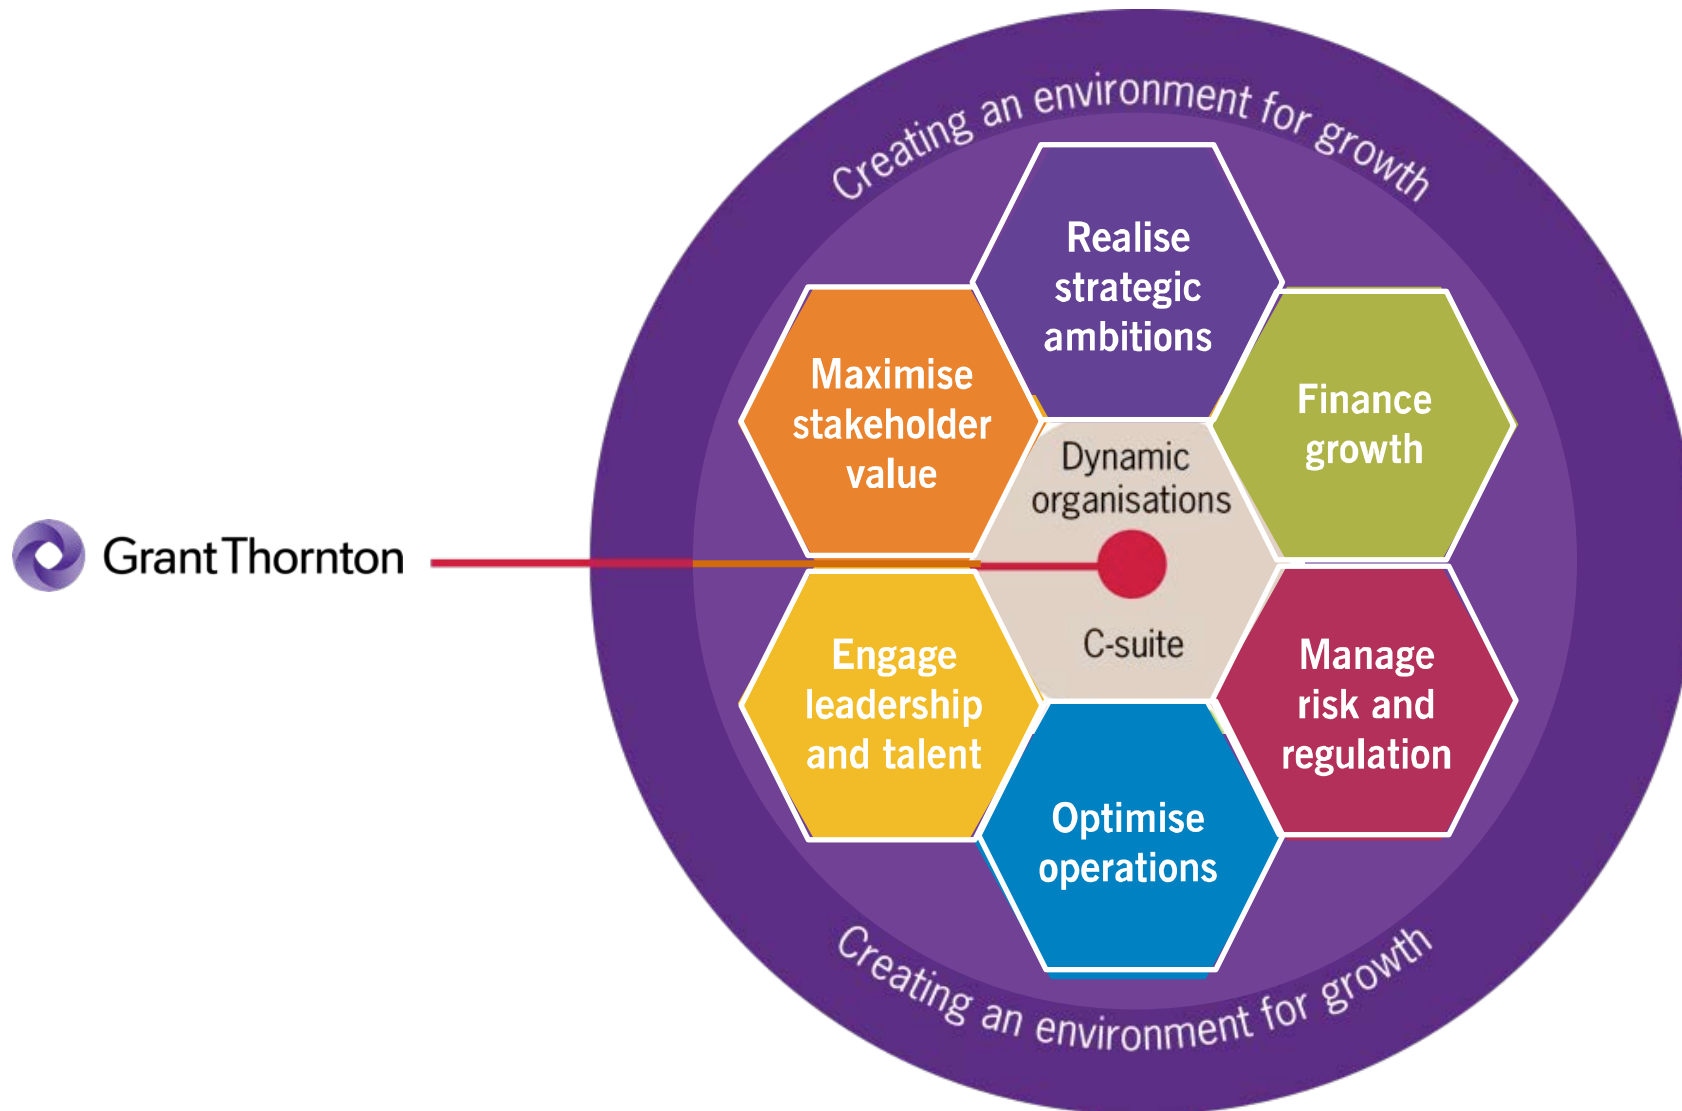 Creating an environment for growth
Realise
strategic
ambitions
Maximise
stakeholder
value
Finance
growth
Dynamic
organisations
Grant Thornton
C-suite
Engage
leadership
and talent
Manage
risk and
regulation
Optimise
operations
Creating an environment for growth